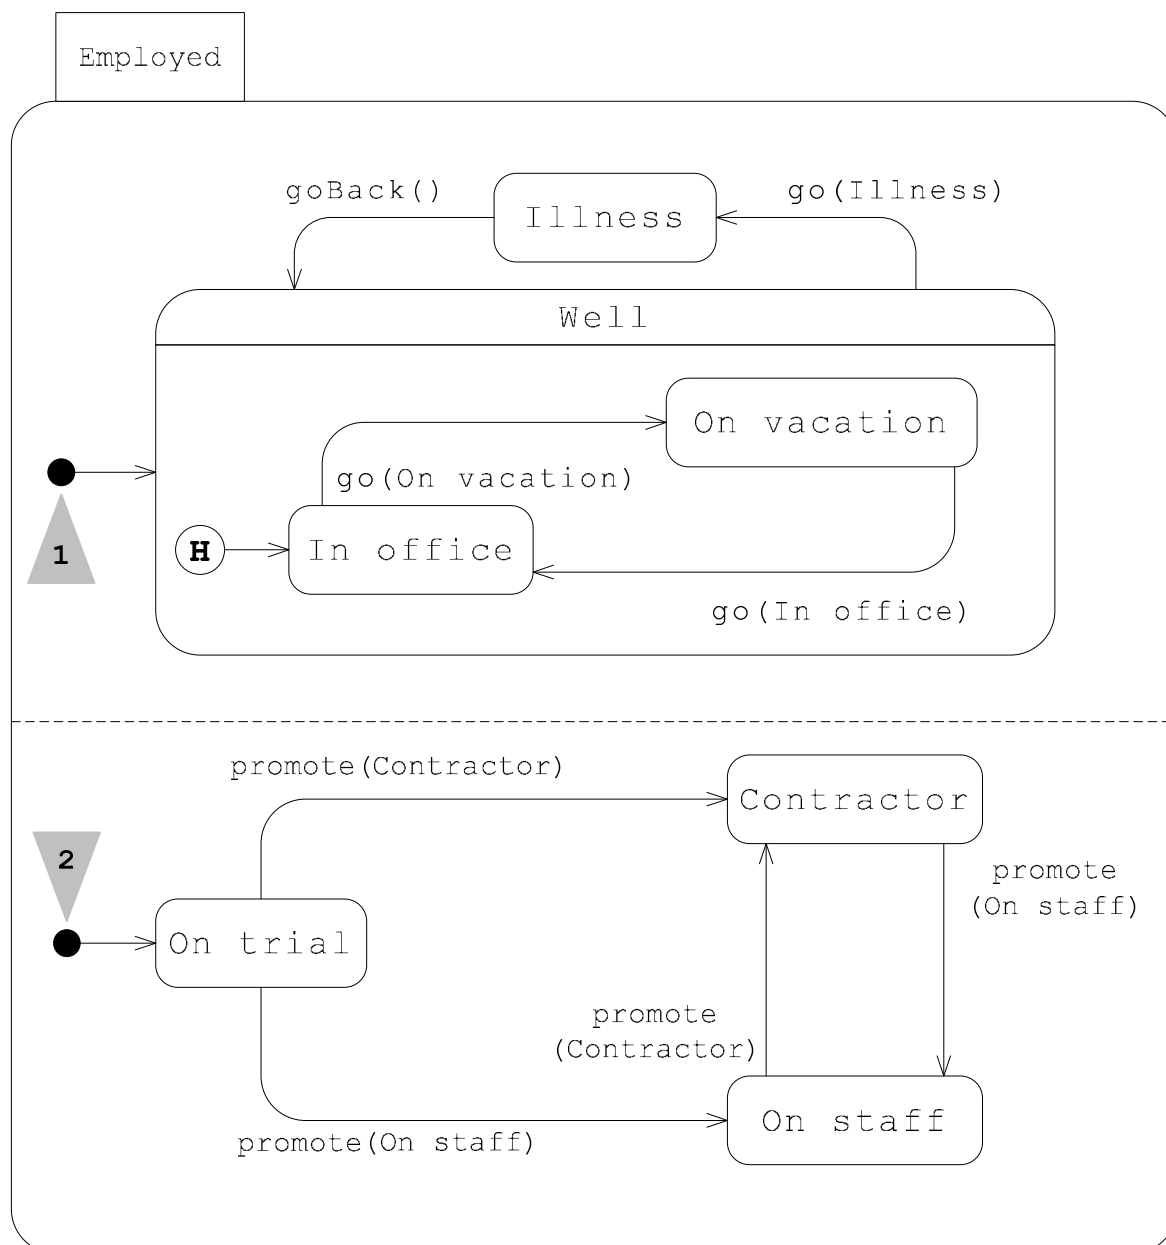 Employed
goBack()
Illness
go(Illness)
Well
On vacation
go(On vacation)
1
H
In office
go(In office)
promote(Contractor)
Contractor
2
promote
(On staff)
On trial
promote
(Contractor)
On staff
promote(On staff)